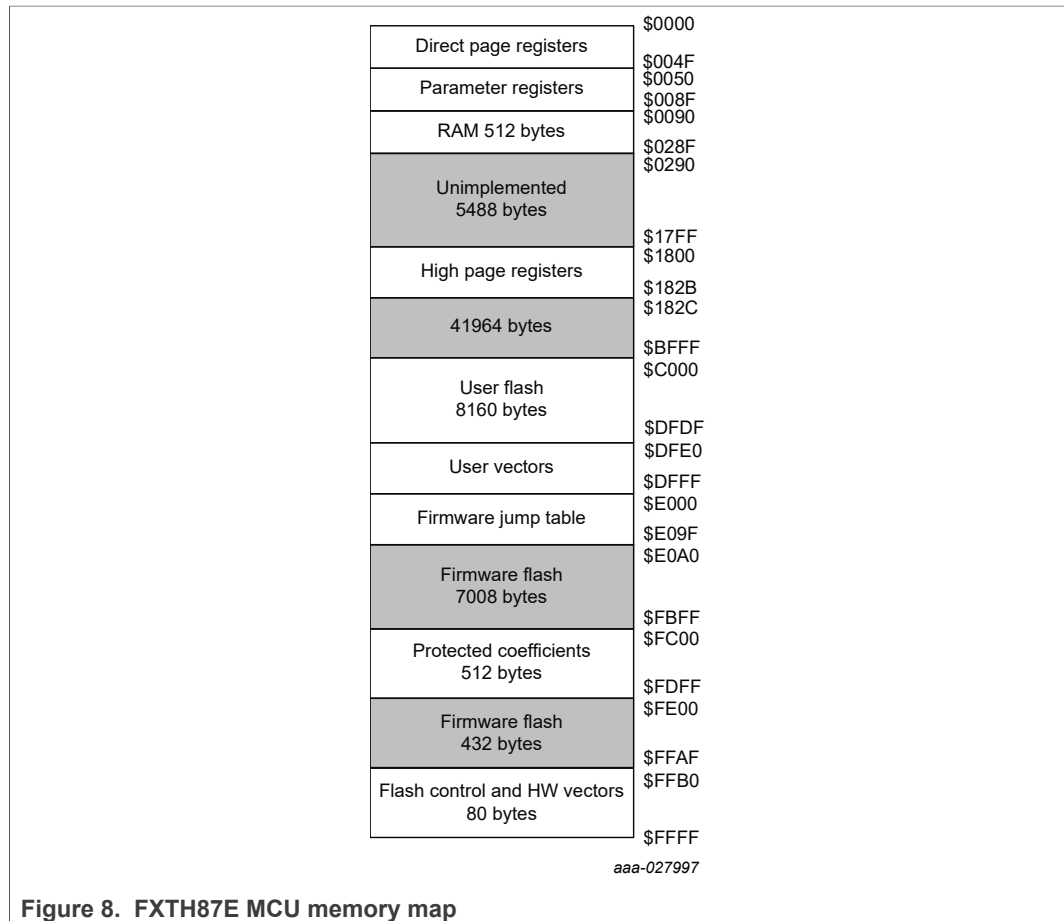 $0000
Direct page registers
$004F
$0050
Parameter registers
$008F
$0090
RAM 512 bytes
$028F
$0290
Unimplemented
5488 bytes
$17FF
$1800
High page registers
$182B
$182C
41964 bytes
$BFFF
$C000
User flash
8160 bytes
$DFDF
$DFE0
User vectors
$DFFF
$E000
Firmware jump table
$E09F
$E0A0
Firmware flash
7008 bytes
$FBFF
$FC00
Protected coefficients
512 bytes
$FDFF
$FE00
Firmware flash
432 bytes
$FFAF
$FFB0
Flash control and HW vectors
80 bytes
$FFFF
aaa-027997
Figure 8. FXTH87E MCU memory map